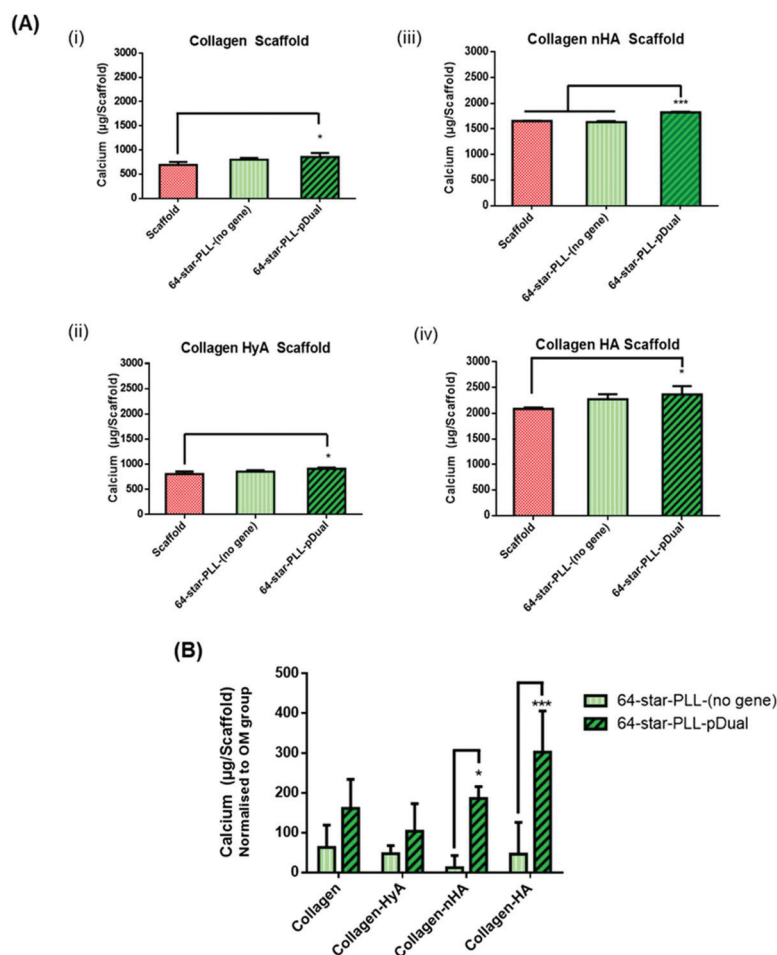 (A)
(i)
Collagen Scaffold
Calcium (µg/Scaffold)
3000
2500
2000
1500
1000
500
0
*
Scaffold
64-star-PLL-(no gene)
64-star-PLL-pDual
(iii)
Collagen nHA Scaffold
Calcium (µg/Scaffold)
3000
2500
2000
1500
1000
500
0
***
Scaffold
64-star-PLL-(no gene)
64-star-PLL-pDual
(ii)
Collagen HyA Scaffold
Calcium (µg/Scaffold)
3000
2500
2000
1500
1000
500
0
*
Scaffold
64-star-PLL-(no gene)
64-star-PLL-pDual
(iv)
Collagen HA Scaffold
Calcium (µg/Scaffold)
3000
2500
2000
1500
1000
500
0
*
Scaffold
64-star-PLL-(no gene)
64-star-PLL-pDual
(B)
Calcium (µg/Scaffold)
Normalised to OM group
500
400
300
200
100
0
*
***
Collagen
Collagen-HyA
Collagen-nHA
Collagen-HA
64-star-PLL-(no gene)
64-star-PLL-pDual